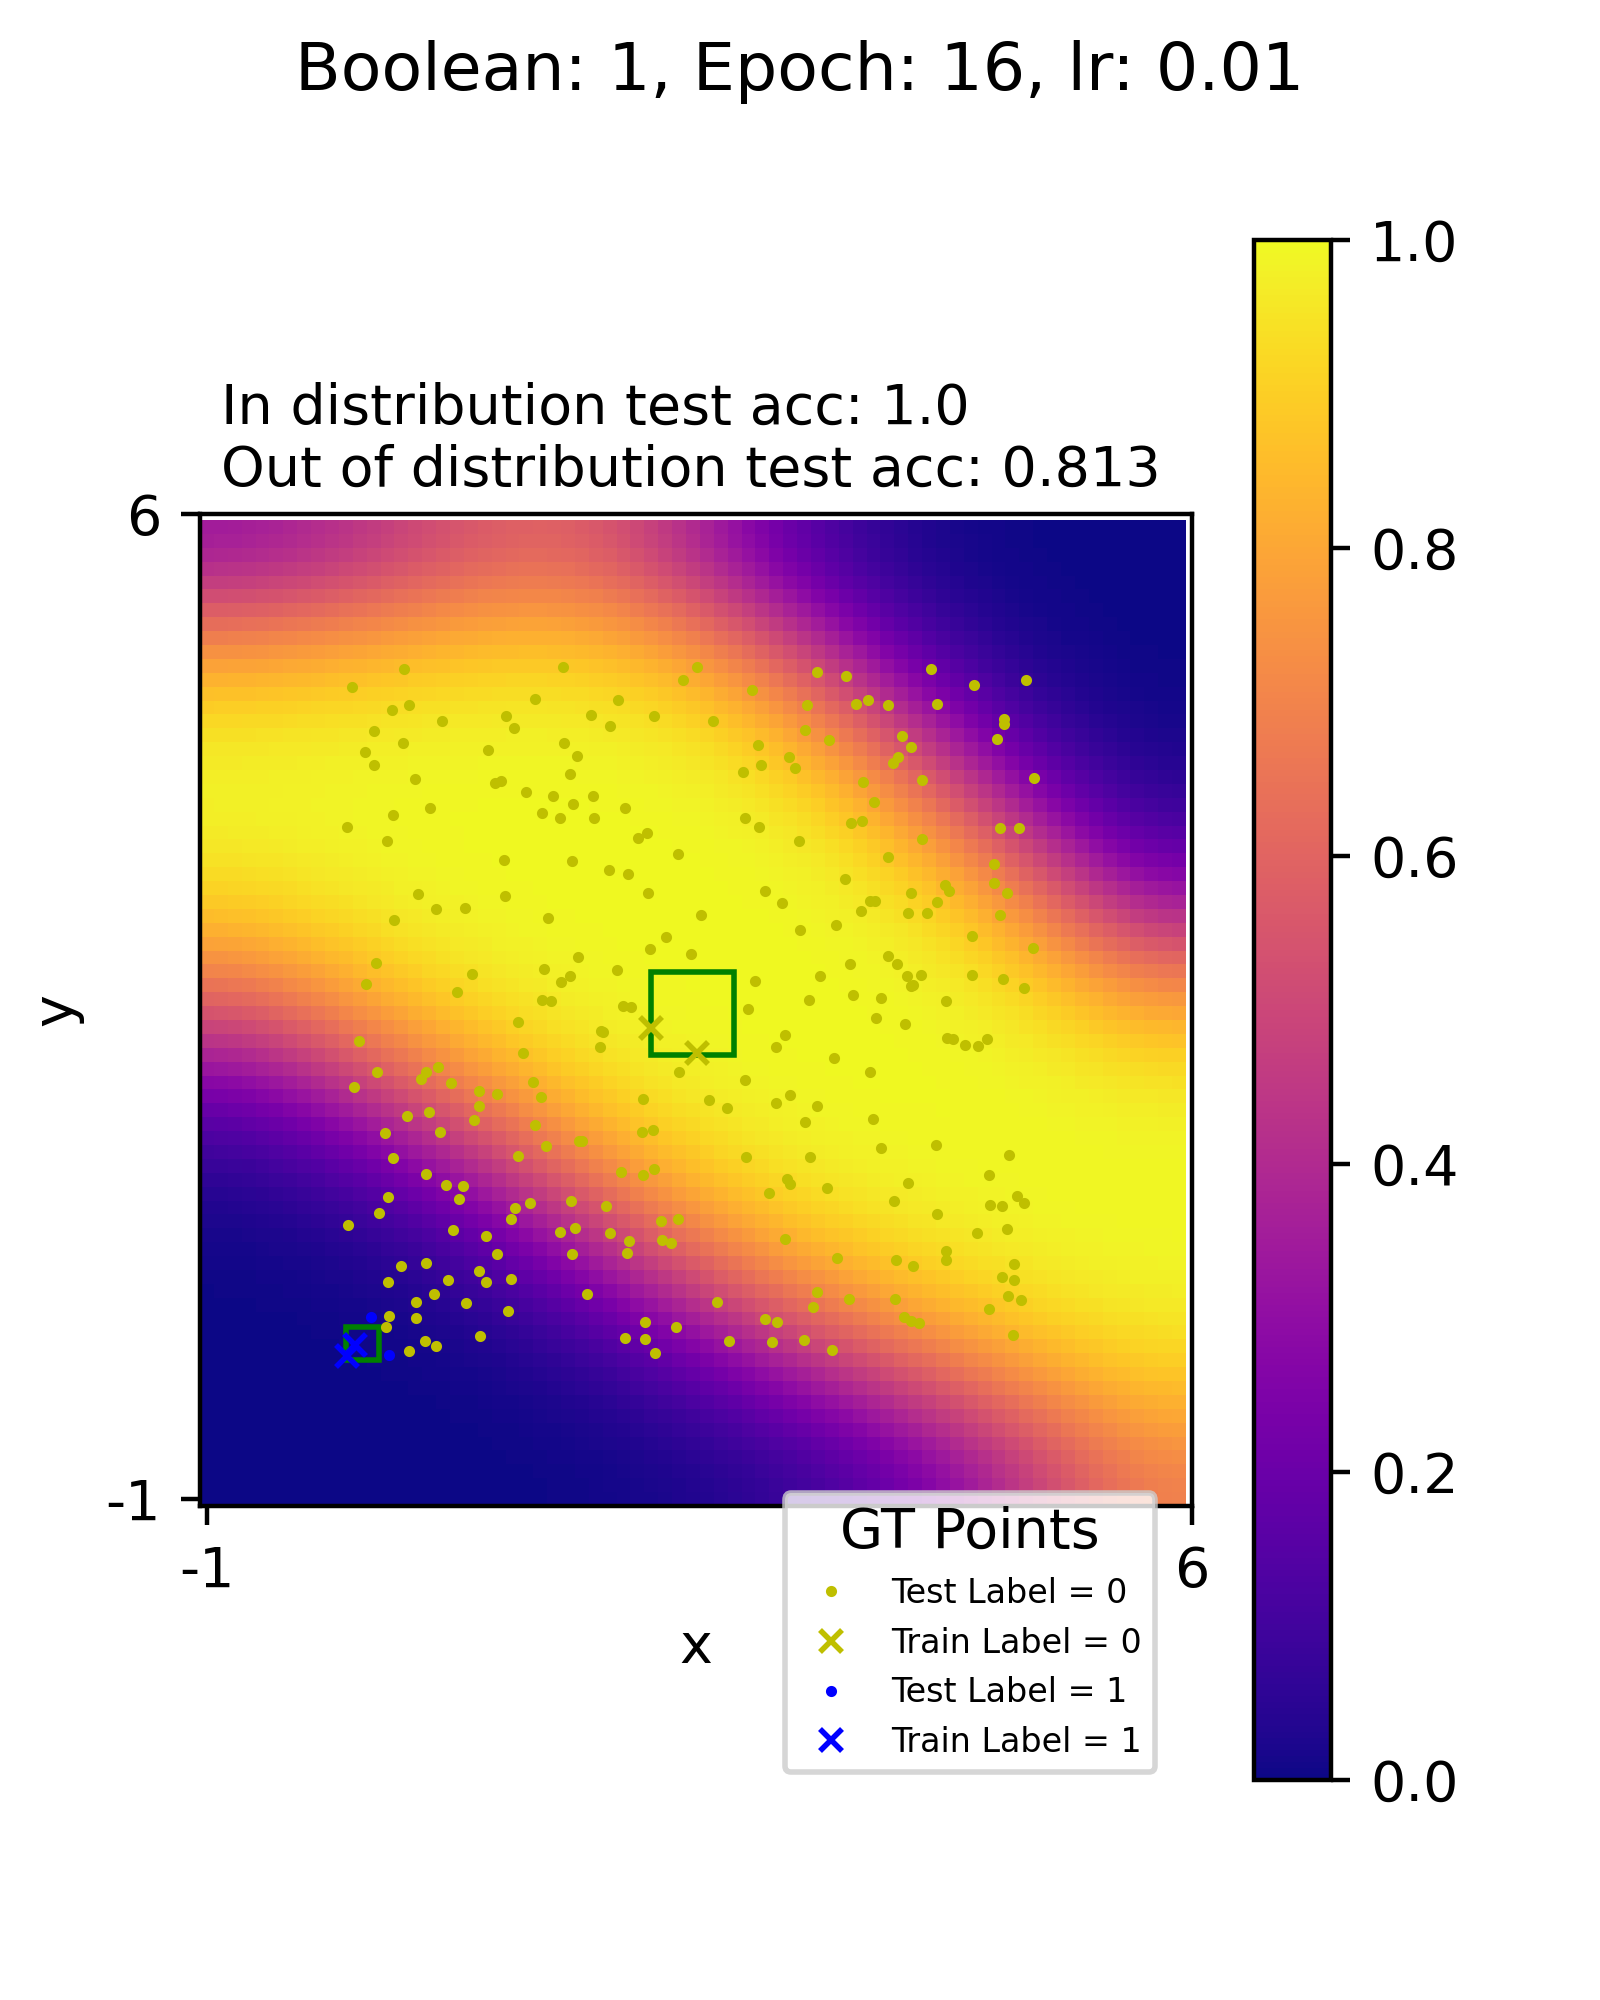 Boolean: 1, Epoch: 16, lr: 0.01
In distribution test acc: 1.0
Out of distribution test acc: 0.813
6
y
-1
-1
6
x
1.0
0.8
0.6
0.4
0.2
0.0
GT Points
Test Label = 0
Train Label = 0
Test Label = 1
Train Label = 1